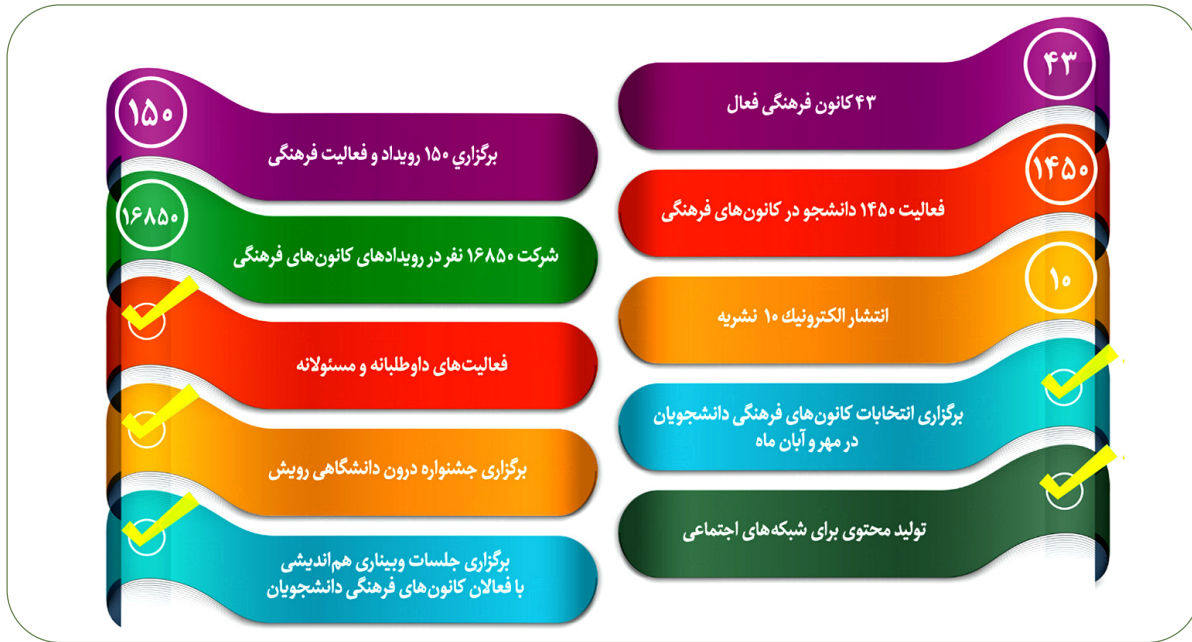 ۴۳
۴۳ کانون فرهنگی فعال
۱۴۵۰
فعالیت ۱۴۵۰ دانشجو در کانون‌های فرهنگی
۱۰
انتشار الکترونيك ۱۰ نشریه
برگزاری انتخابات کانون‌های فرهنگی دانشجویان
در مهر و آبان ماه
تولید محتوی برای شبکه‌های اجتماعی
۱۵۰
برگزاري ۱۵۰ رویداد و فعالیت فرهنگی
۱۶۸۵۰
شرکت ۱۶۸۵۰ نفر در رویدادهای کانون‌های فرهنگی
فعالیت‌های داوطلبانه و مسئولانه
برگزاری جشنواره درون دانشگاهی رویش
برگزاری جلسات وبیناری هم‌اندیشی
با فعالان کانون‌های فرهنگی دانشجویان